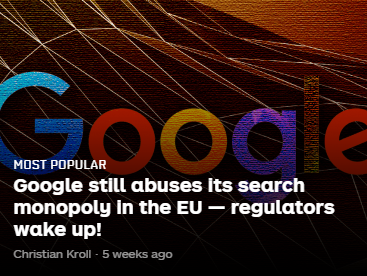 Google
MOST POPULAR
Google still abuses its search
monopoly in the EU — regulators
wake up!
Christian Kroll · 5 weeks ago